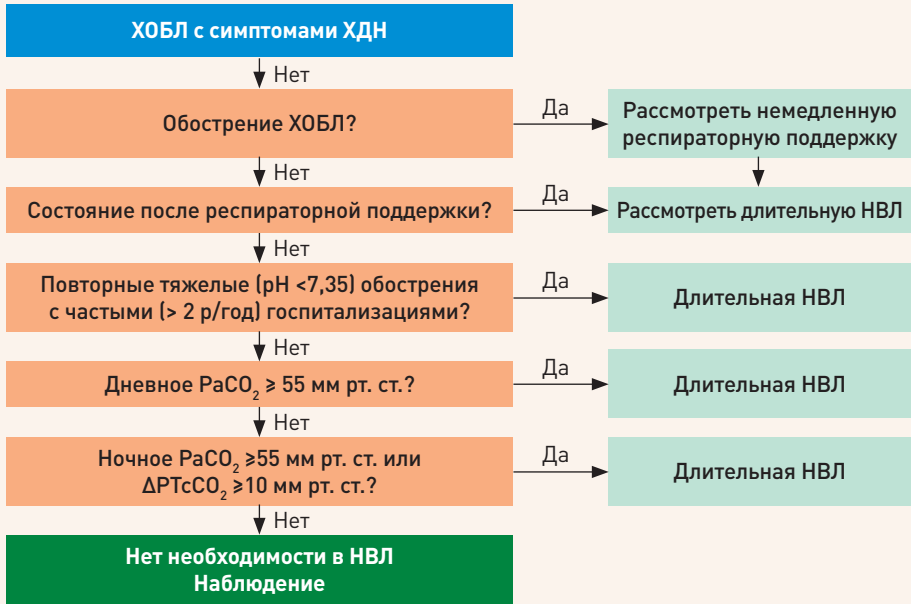 ХОБЛ с симптомами ХДН
Нет
Обострение ХОБЛ?
Да
Рассмотреть немедленную
респираторную поддержку
Нет
Состояние после респираторной поддержки?
Да
Рассмотреть длительную НВЛ
Нет
Повторные тяжелые (pH <7,35) обострения
с частыми (> 2 р/год) госпитализациями?
Да
Длительная НВЛ
Нет
Дневное PaCO₂ ⩾ 55 мм рт. ст.?
Да
Длительная НВЛ
Нет
Ночное PaCO₂ ⩾55 мм рт. ст. или
ΔPTcCO₂ ⩾10 мм рт. ст.?
Да
Длительная НВЛ
Нет
Нет необходимости в НВЛ
Наблюдение